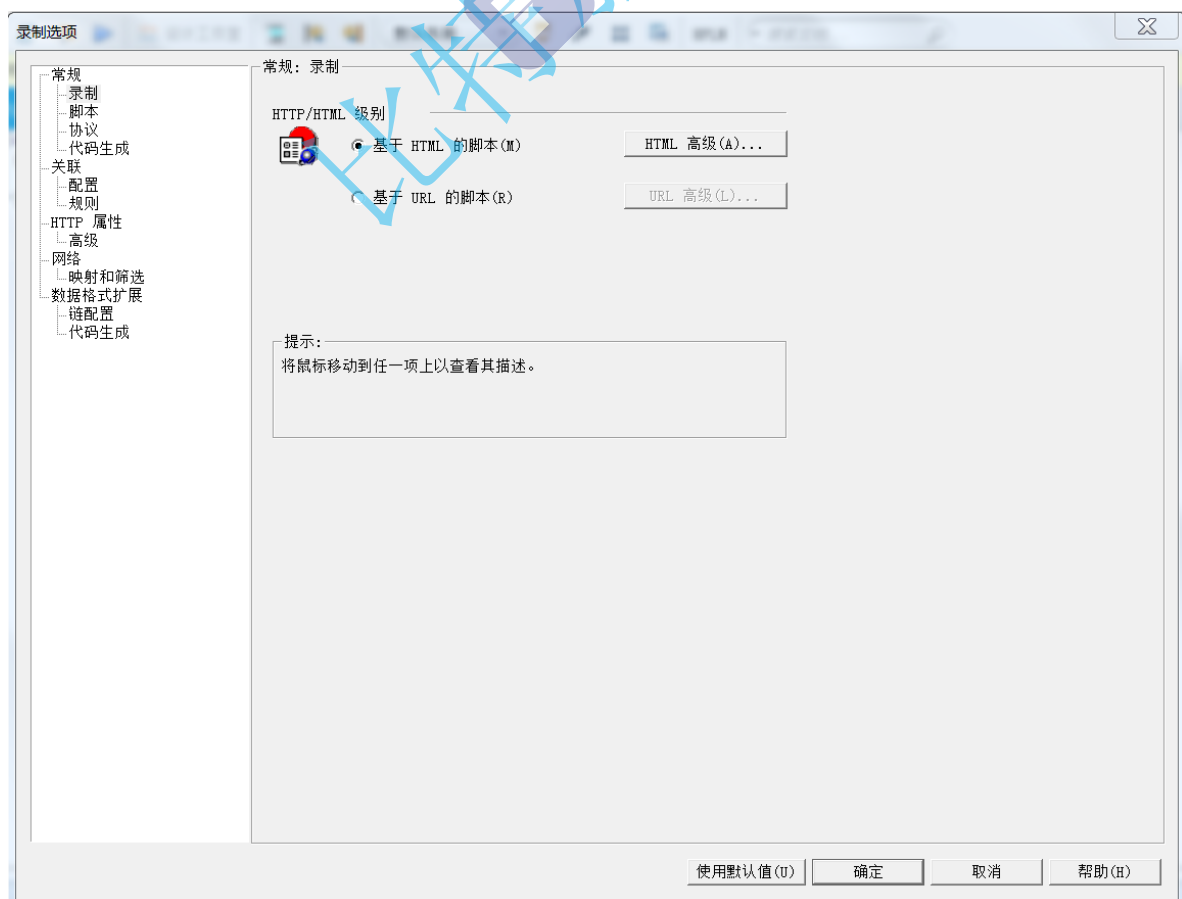 录制选项
常规
录制
脚本
协议
代码生成
关联
配置
规则
HTTP 属性
高级
网络
映射和筛选
数据格式扩展
链配置
代码生成
常规: 录制
HTTP/HTML 级别
基于 HTML 的脚本(M)
HTML 高级(A)...
基于 URL 的脚本(R)
URL 高级(L)...
提示:
将鼠标移动到任一项上以查看其描述。
使用默认值(U)
确定
取消
帮助(H)
比特